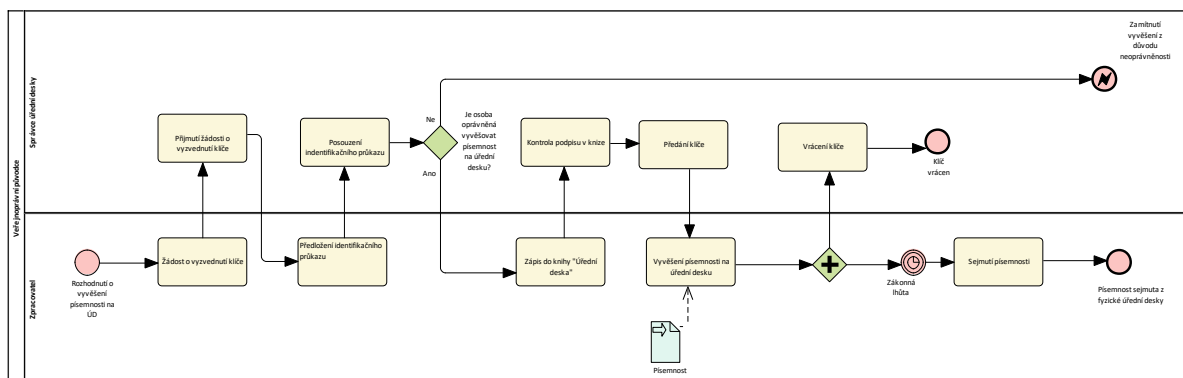 Veřejnoprávní původce
Správce úřední desky
Zamítnutí
vyvěšení z
důvodu
neoprávněnosti
Přijmutí žádosti o
vyzvednutí klíče
Posouzení
indentifikačního průkazu
Ne
Je osoba
oprávněná
vyvěšovat
písemnost
na úřední
desku?
Ano
Kontrola podpisu v knize
Předání klíče
Vrácení klíče
Klíč
vrácen
Zpracovatel
Rozhodnutí o
vyvěšení
písemnosti na
ÚD
Žádost o vyzvednutí klíče
Předložení identifikačního
průkazu
Zápis do knihy "Úřední
deska"
Vyvěšení písemnosti na
úřední desku
Písemnost
Zákonná
lhůta
Sejmutí písemnosti
Písemnost sejmuta z
fyzické úřední desky